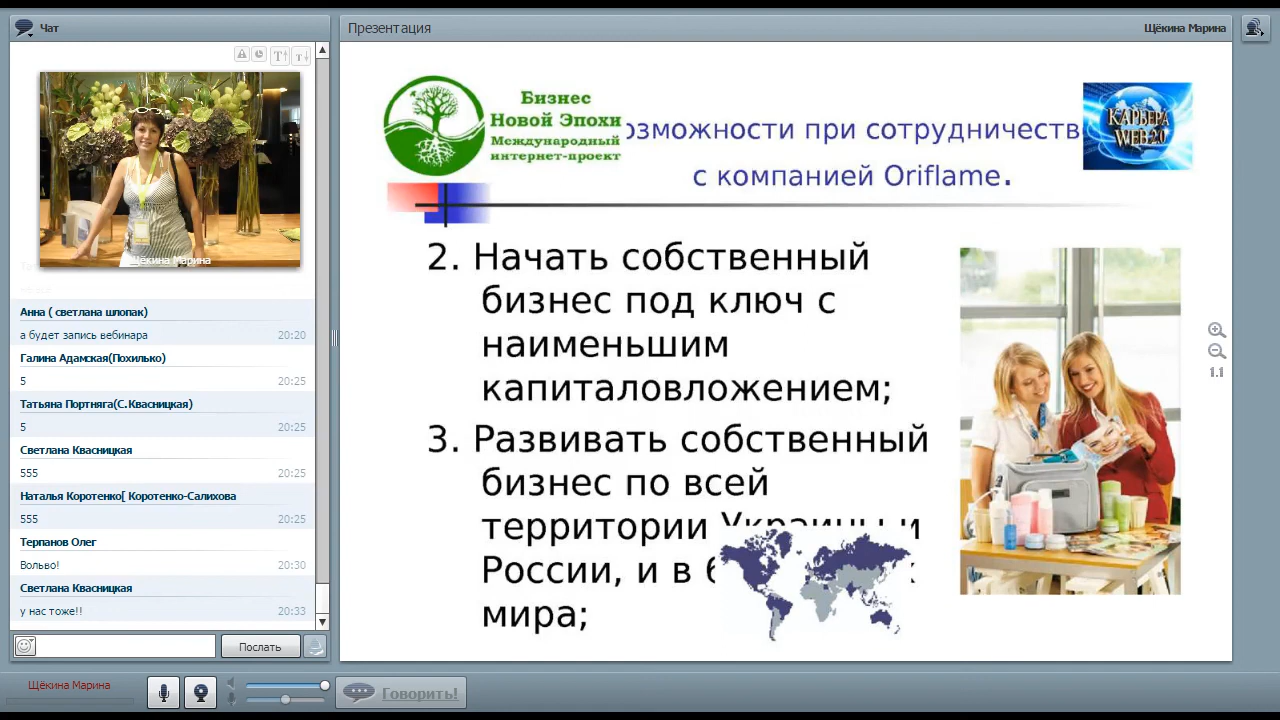 Чат
Щёкина Марина
Анна ( светлана шлопак)
а будет запись вебинара 20:20
Галина Адамская(Похилько)
5 20:25
Татьяна Портняга(С.Квасницкая)
5 20:25
Светлана Квасницкая
555 20:25
Наталья Коротенко[ Коротенко-Салихова
555 20:25
Терпанов Олег
Вольво! 20:30
Светлана Квасницкая
у нас тоже!! 20:33
Послать
Щёкина Марина
Говорить!
Презентация
Щёкина Марина
Бизнес
Новой Эпохи
Международный
интернет-проект
озможности при сотрудничеств
с компанией Oriflame.
КАРЬЕРА
WEB 2.0
2. Начать собственный
бизнес под ключ с
наименьшим
капиталовложением;
3. Развивать собственный
бизнес по всей
территории Украины и
России, и в
мира;
1:1